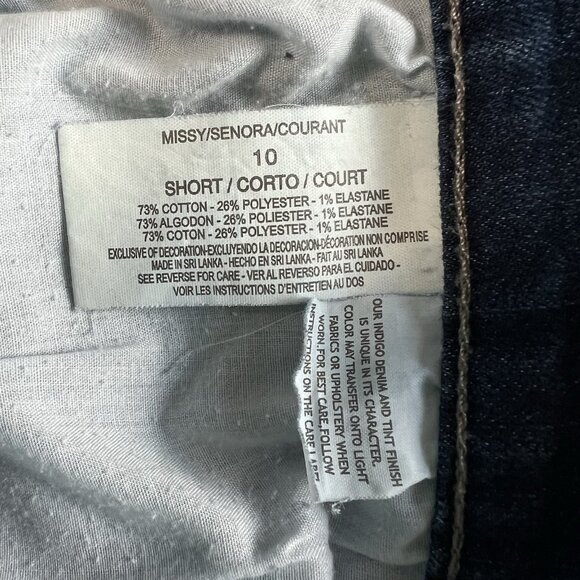 MISSY/SENORA/COURANT
10
SHORT / CORTO / COURT
73% COTTON - 26% POLYESTER - 1% ELASTANE
73% ALGODON - 26% POLIESTER - 1% ELASTANE
73% COTON - 26% POLYESTER - 1% ELASTANE
EXCLUSIVE OF DECORATION-EXCLUYENDO LA DECORACION-DÉCORATION NON COMPRISE
MADE IN SRI LANKA - HECHO EN SRI LANKA - FAIT AU SRI LANKA
SEE REVERSE FOR CARE - VER AL REVERSO PARA EL CUIDADO -
VOIR LES INSTRUCTIONS D'ENTRETIEN AU DOS
OUR INDIGO DENIM AND TINT FINISH
IS UNIQUE IN IT'S CHARACTER.
COLOR MAY TRANSFER ONTO LIGHT
FABRICS OR UPHOLSTERY WHEN
WORN.FOR BEST CARE, FOLLOW
INSTRUCTIONS ON THE CARE LABEL